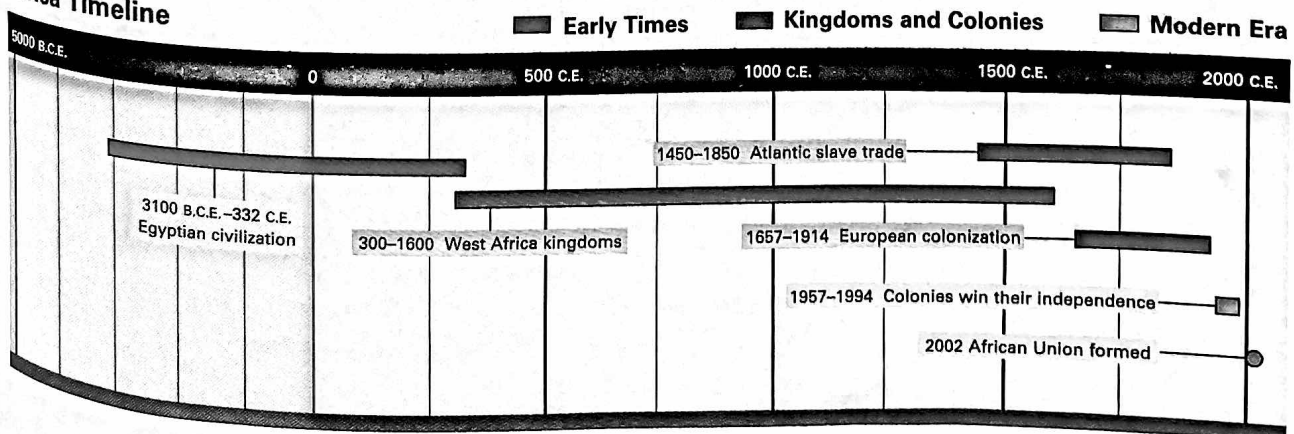 Timeline
Early Times
Kingdoms and Colonies
Modern Era
5000 B.C.E.
0
500 C.E.
1000 C.E.
1500 C.E.
2000 C.E.
1450–1850 Atlantic slave trade
3100 B.C.E.–332 C.E.
Egyptian civilization
300–1600 West Africa kingdoms
1657–1914 European colonization
1957–1994 Colonies win their independence
2002 African Union formed